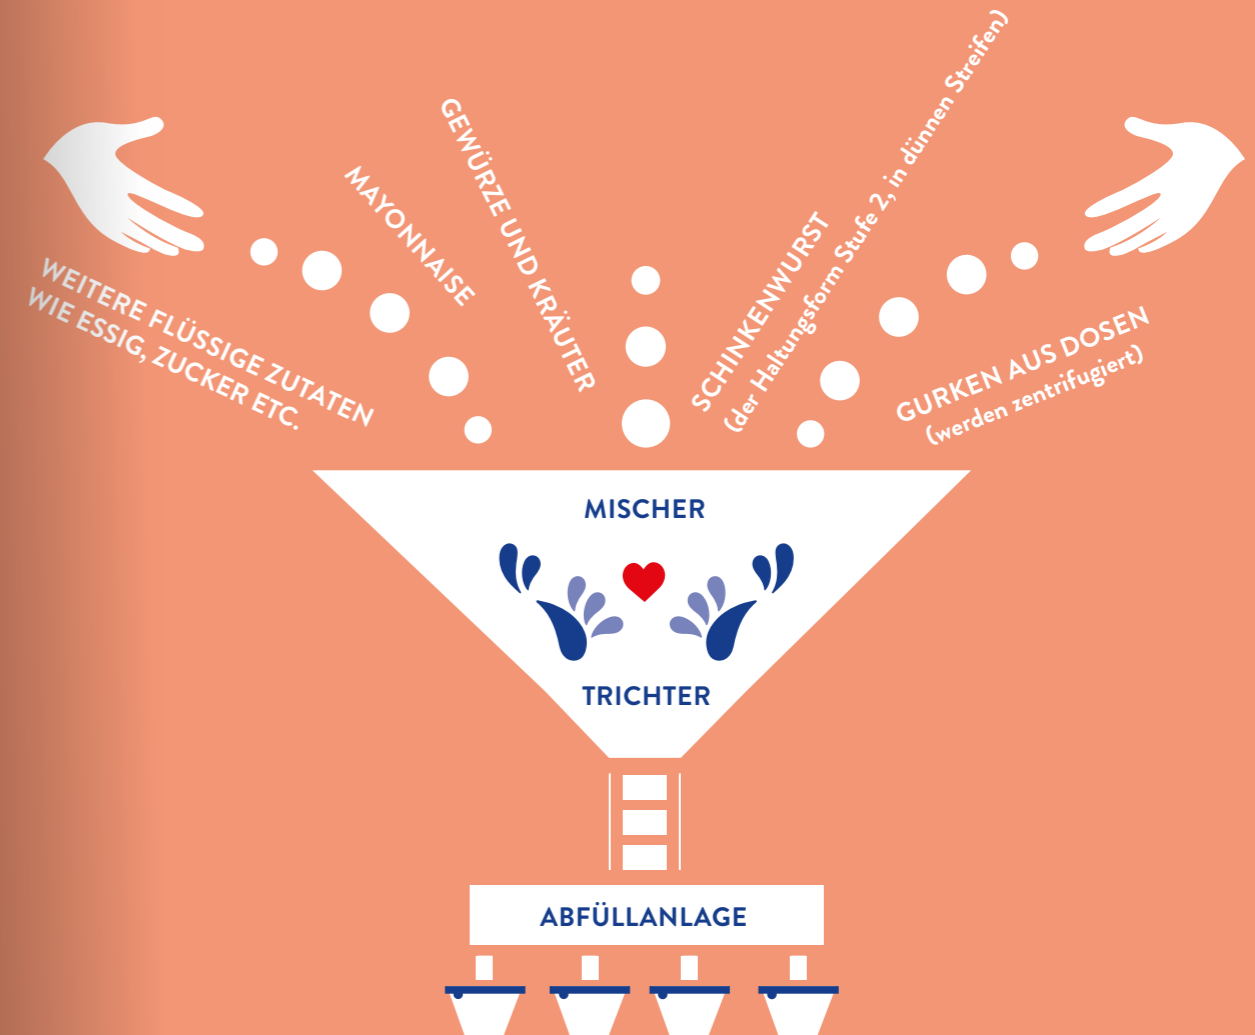 WEITERE FLÜSSIGE ZUTATEN
WIE ESSIG, ZUCKER ETC.
MAYONNAISE
GEWÜRZE UND KRÄUTER
SCHINKENWURST
(der Haltungsform Stufe 2, in dünnen Streifen)
GURKEN AUS DOSEN
(werden zentrifugiert)
MISCHER
TRICHTER
ABFÜLLANLAGE